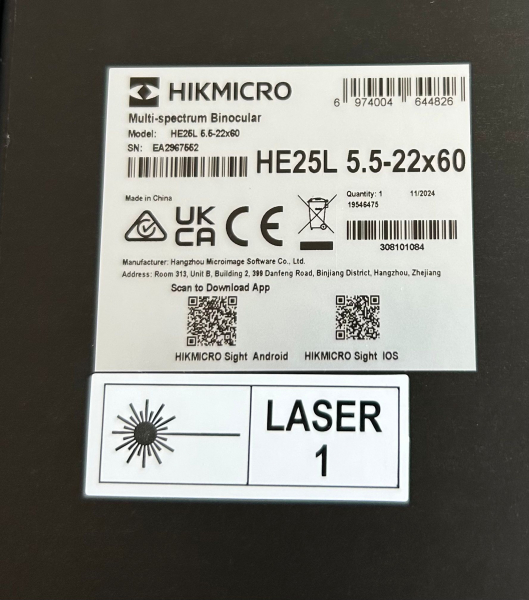 HIKMICRO
6 974004 644826
Multi-spectrum Binocular
Model: HE25L 5.5-22x60
SN: EA2967552
HE25L 5.5-22x60
Made in China
Quantity: 1 11/2024
19546475
UK
CA
CE
308101084
Manufacturer: Hangzhou Microimage Software Co., Ltd.
Address: Room 313, Unit B, Building 2, 399 Danfeng Road, Binjiang District, Hangzhou, Zhejiang
Scan to Download App
HIKMICRO Sight Android HIKMICRO Sight IOS
LASER
1